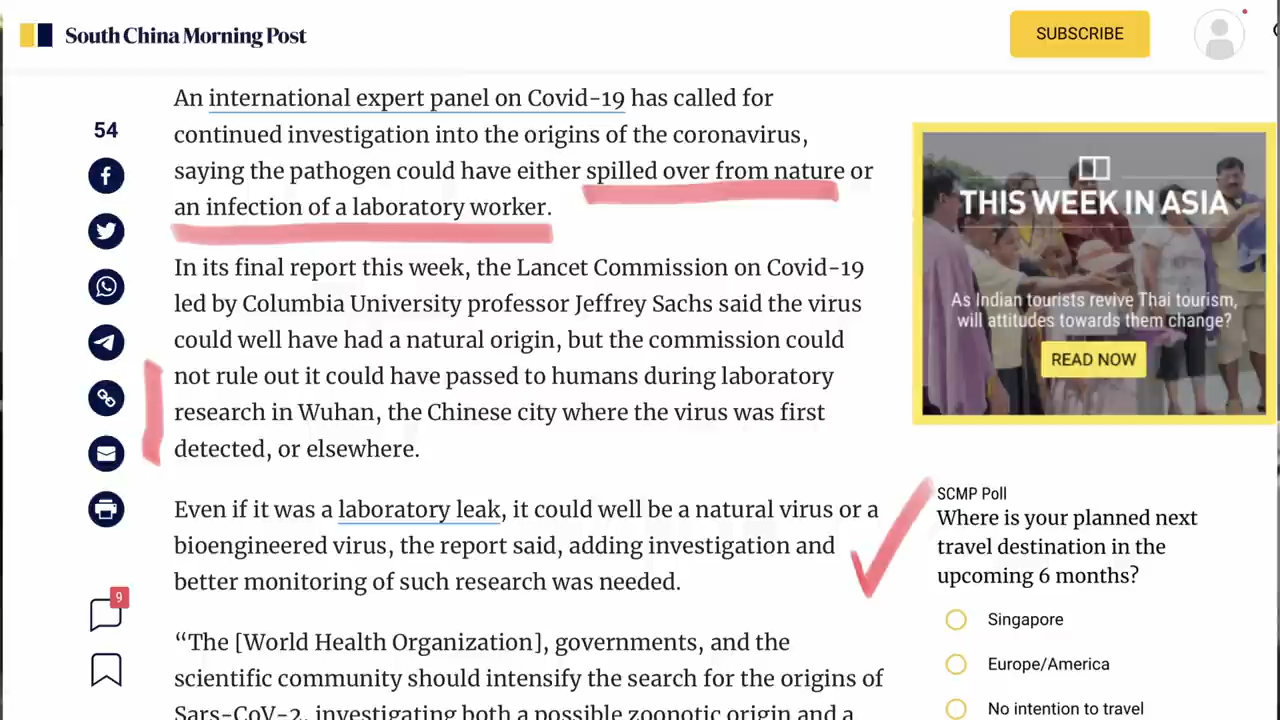 South China Morning Post
SUBSCRIBE
An international expert panel on Covid-19 has called for
continued investigation into the origins of the coronavirus,
saying the pathogen could have either spilled over from nature or
an infection of a laboratory worker.
In its final report this week, the Lancet Commission on Covid-19
led by Columbia University professor Jeffrey Sachs said the virus
could well have had a natural origin, but the commission could
not rule out it could have passed to humans during laboratory
research in Wuhan, the Chinese city where the virus was first
detected, or elsewhere.
Even if it was a laboratory leak, it could well be a natural virus or a
bioengineered virus, the report said, adding investigation and
better monitoring of such research was needed.
“The [World Health Organization], governments, and the
scientific community should intensify the search for the origins of
Sars-CoV-2, investigating both a possible zoonotic origin and a
54
9
THIS WEEK IN ASIA
As Indian tourists revive Thai tourism,
will attitudes towards them change?
READ NOW
SCMP Poll
Where is your planned next
travel destination in the
upcoming 6 months?
Singapore
Europe/America
No intention to travel